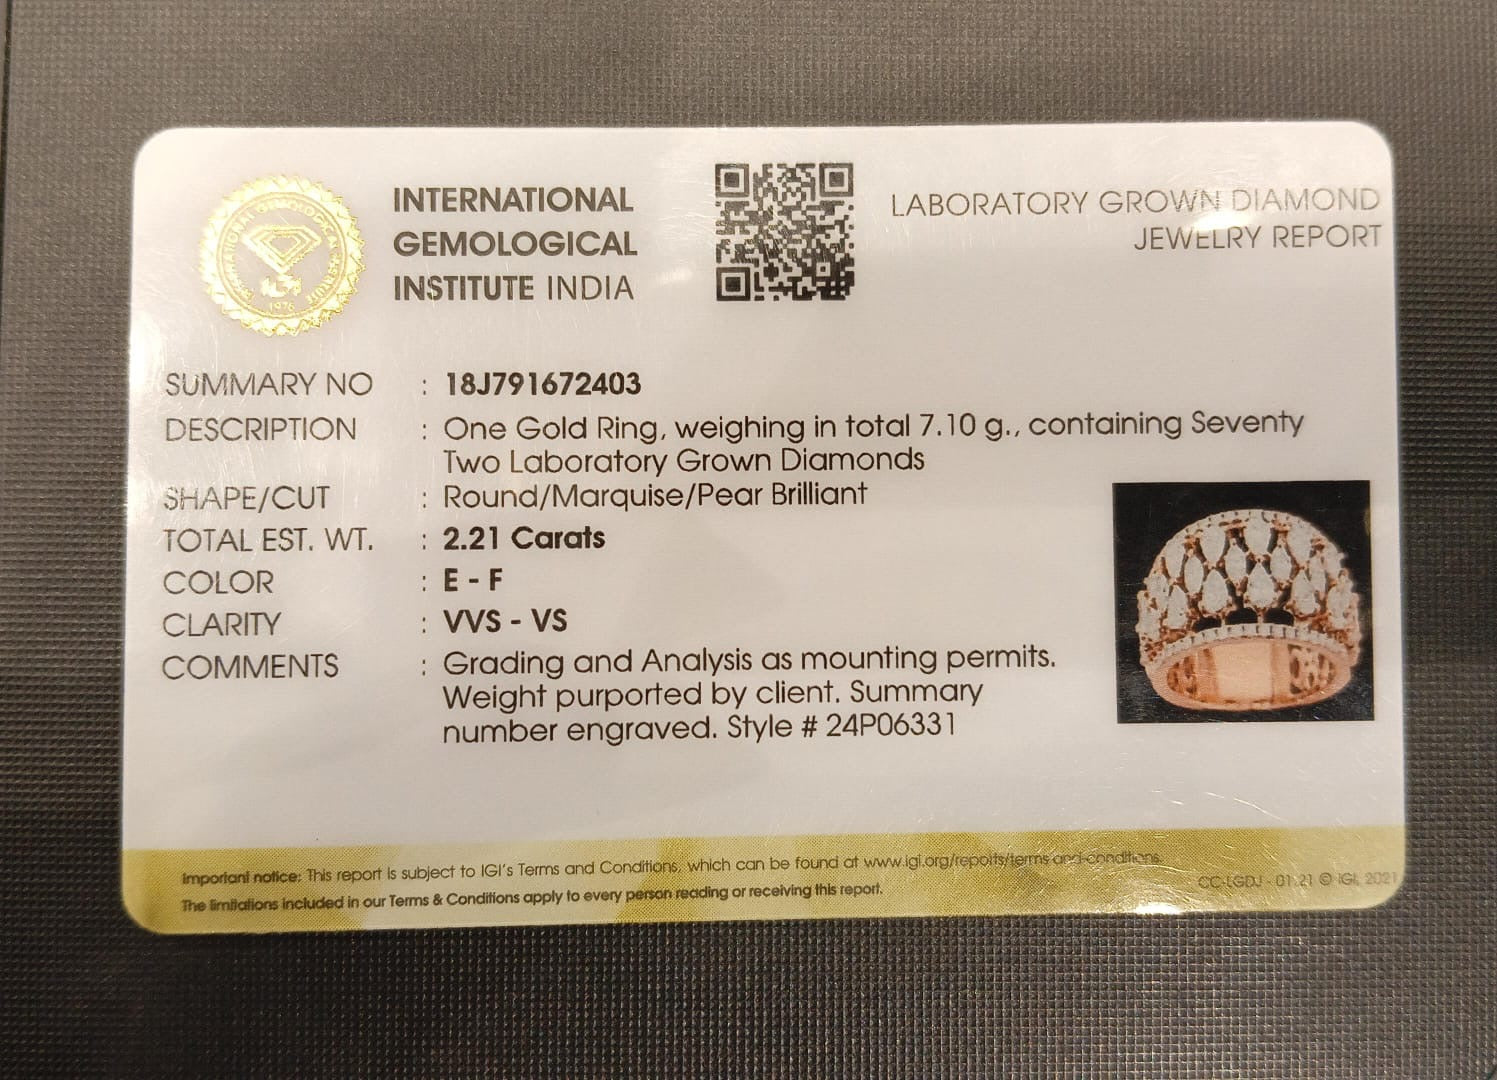 INTERNATIONAL
GEMOLOGICAL
INSTITUTE INDIA
1976
LABORATORY GROWN DIAMOND
JEWELRY REPORT
SUMMARY NO : 18J791672403
DESCRIPTION : One Gold Ring, weighing in total 7.10 g., containing Seventy
Two Laboratory Grown Diamonds
SHAPE/CUT : Round/Marquise/Pear Brilliant
TOTAL EST. WT. : 2.21 Carats
COLOR : E - F
CLARITY : VVS - VS
COMMENTS : Grading and Analysis as mounting permits.
Weight purported by client. Summary
number engraved. Style # 24P06331
Important notice: This report is subject to IGI's Terms and Conditions, which can be found at www.igi.org/reports/terms-and-conditions.
The limitations included in our Terms & Conditions apply to every person reading or receiving this report.
CC-LGDJ - 01.21 © IGI, 2021